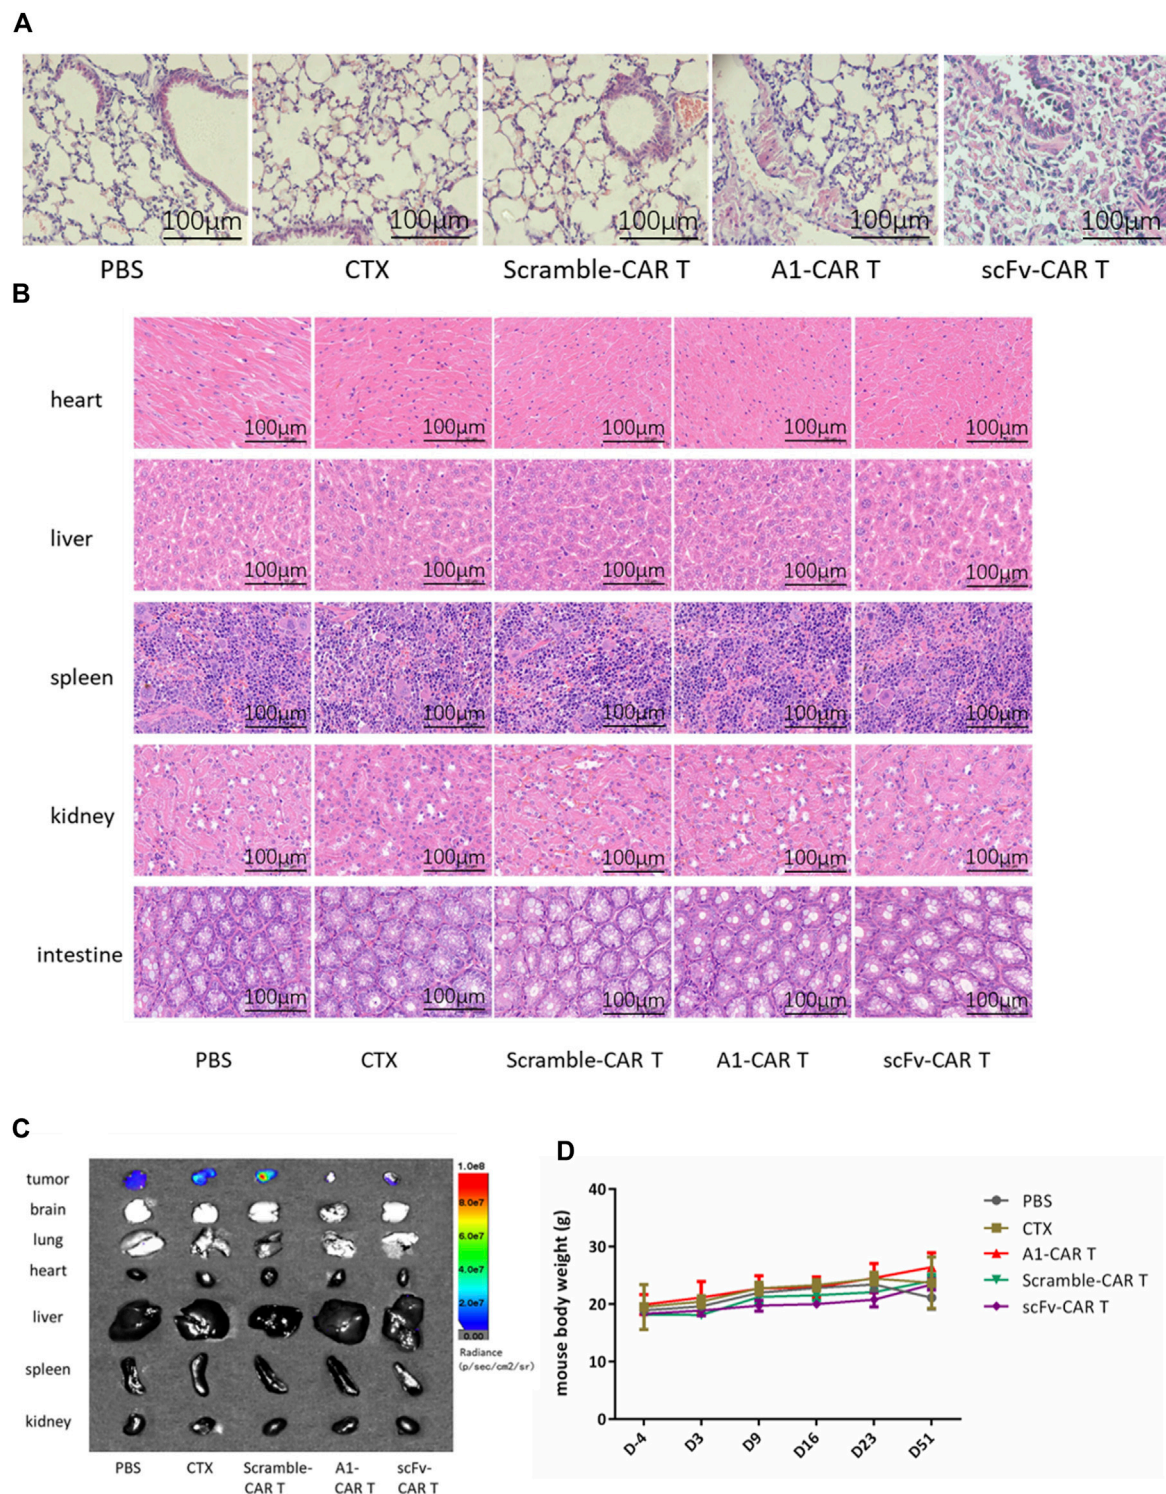 A
100μm 100μm 100μm 100μm 100μm
PBS CTX Scramble-CAR T A1-CAR T scFv-CAR T
B
heart 100μm 100μm 100μm 100μm 100μm
liver 100μm 100μm 100μm 100μm 100μm
spleen 100μm 100μm 100μm 100μm 100μm
kidney 100μm 100μm 100μm 100μm 100μm
intestine 100μm 100μm 100μm 100μm 100μm
PBS CTX Scramble-CAR T A1-CAR T scFv-CAR T
C
tumor
brain
lung
heart
liver
spleen
kidney
1.0e8
8.0e7
6.0e7
4.0e7
2.0e7
0.00
Radiance
(p/sec/cm2/sr)
PBS CTX Scramble- A1- scFv-
CAR T CAR T CAR T
D
mouse body weight (g)
40
30
20
10
0
D-4 D3 D9 D16 D23 D51
PBS
CTX
A1-CAR T
Scramble-CAR T
scFv-CAR T